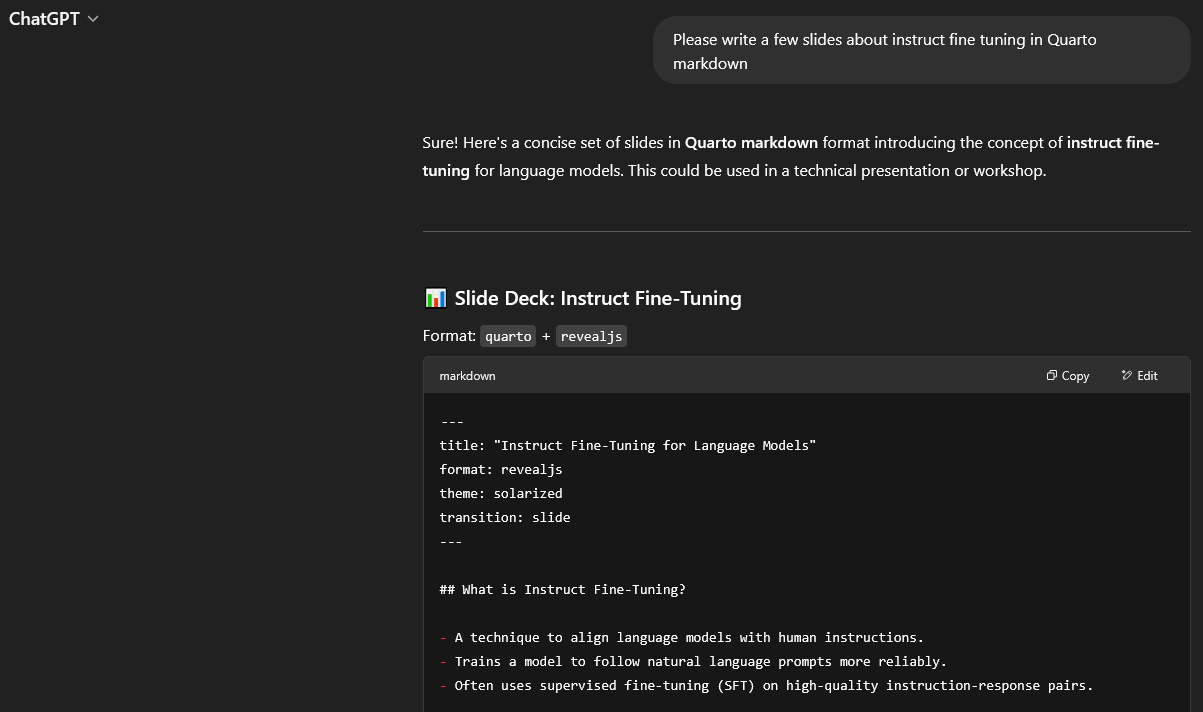 ChatGPT
Please write a few slides about instruct fine tuning in Quarto
markdown
Sure! Here's a concise set of slides in Quarto markdown format introducing the concept of instruct fine-
tuning for language models. This could be used in a technical presentation or workshop.
Slide Deck: Instruct Fine-Tuning
Format: quarto + revealjs
markdown Copy Edit
---
title: "Instruct Fine-Tuning for Language Models"
format: revealjs
theme: solarized
transition: slide
---
## What is Instruct Fine-Tuning?
- A technique to align language models with human instructions.
- Trains a model to follow natural language prompts more reliably.
- Often uses supervised fine-tuning (SFT) on high-quality instruction-response pairs.